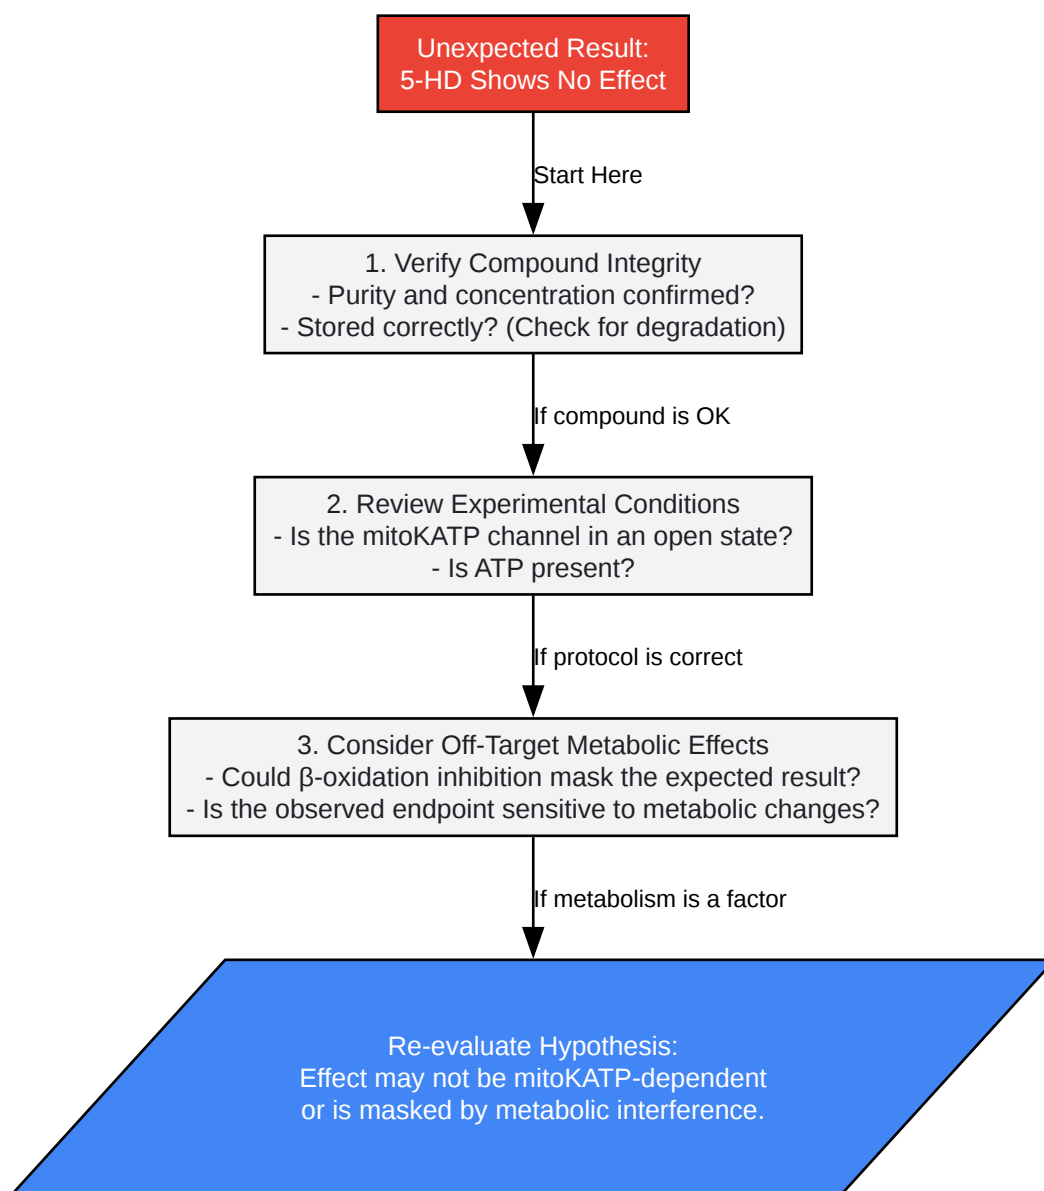 Unexpected Result:
5-HD Shows No Effect
Start Here
1. Verify Compound Integrity
- Purity and concentration confirmed?
- Stored correctly? (Check for degradation)
If compound is OK
2. Review Experimental Conditions
- Is the mitoKATP channel in an open state?
- Is ATP present?
If protocol is correct
3. Consider Off-Target Metabolic Effects
- Could β-oxidation inhibition mask the expected result?
- Is the observed endpoint sensitive to metabolic changes?
If metabolism is a factor
Re-evaluate Hypothesis:
Effect may not be mitoKATP-dependent
or is masked by metabolic interference.